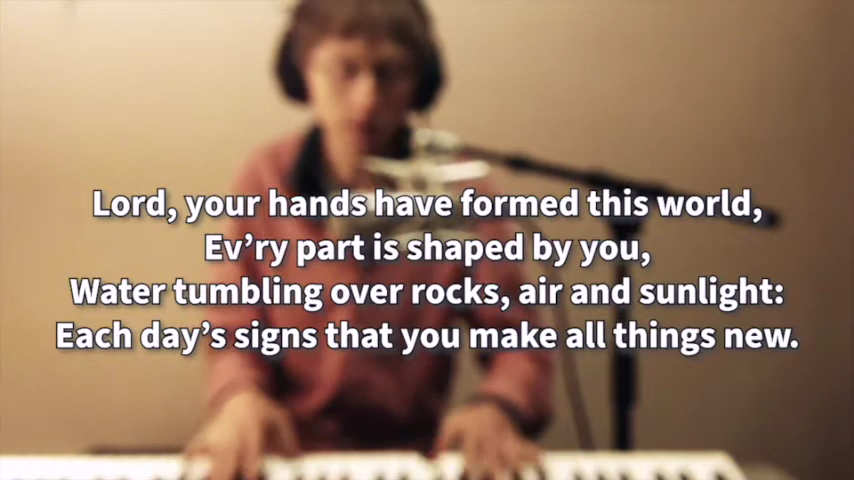 Lord, your hands have formed this world,
Ev’ry part is shaped by you,
Water tumbling over rocks, air and sunlight:
Each day’s signs that you make all things new.